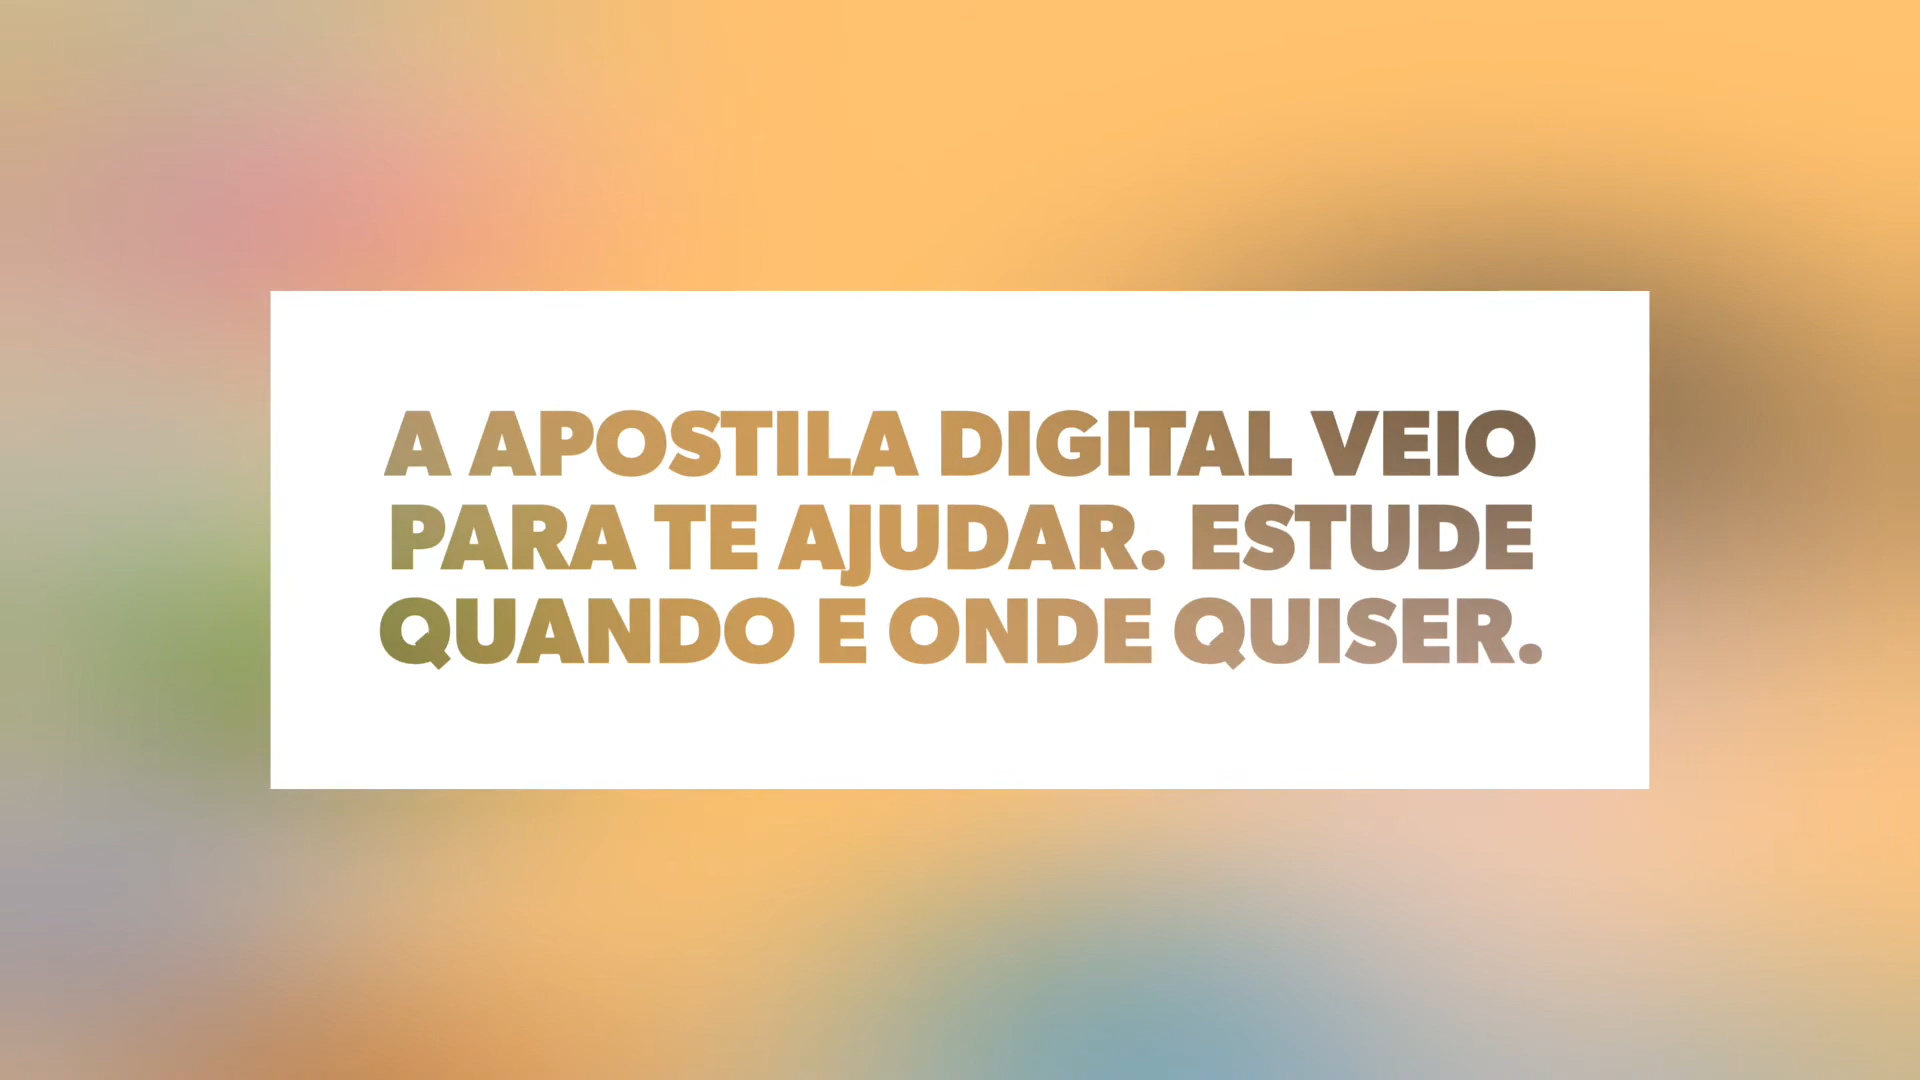 A APOSTILA DIGITAL VEIO
PARA TE AJUDAR. ESTUDE
QUANDO E ONDE QUISER.